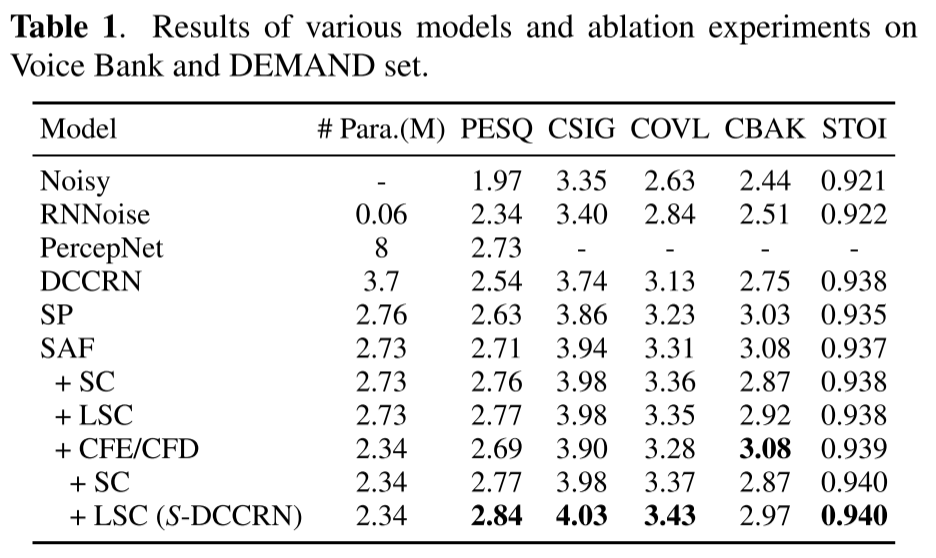 Table 1. Results of various models and ablation experiments on
Voice Bank and DEMAND set.
Model # Para.(M) PESQ CSIG COVL CBAK STOI
Noisy - 1.97 3.35 2.63 2.44 0.921
RNNoise 0.06 2.34 3.40 2.84 2.51 0.922
PercepNet 8 2.73 - - - -
DCCRN 3.7 2.54 3.74 3.13 2.75 0.938
SP 2.76 2.63 3.86 3.23 3.03 0.935
SAF 2.73 2.71 3.94 3.31 3.08 0.937
+ SC 2.73 2.76 3.98 3.36 2.87 0.938
+ LSC 2.73 2.77 3.98 3.35 2.92 0.938
+ CFE/CFD 2.34 2.69 3.90 3.28 3.08 0.939
+ SC 2.34 2.77 3.98 3.37 2.87 0.940
+ LSC (S-DCCRN) 2.34 2.84 4.03 3.43 2.97 0.940